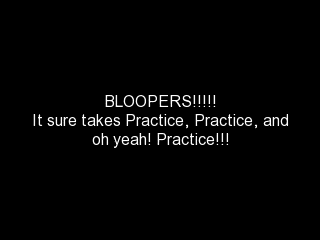 BLOOPERS!!!!!
It sure takes Practice, Practice, and
oh yeah! Practice!!!